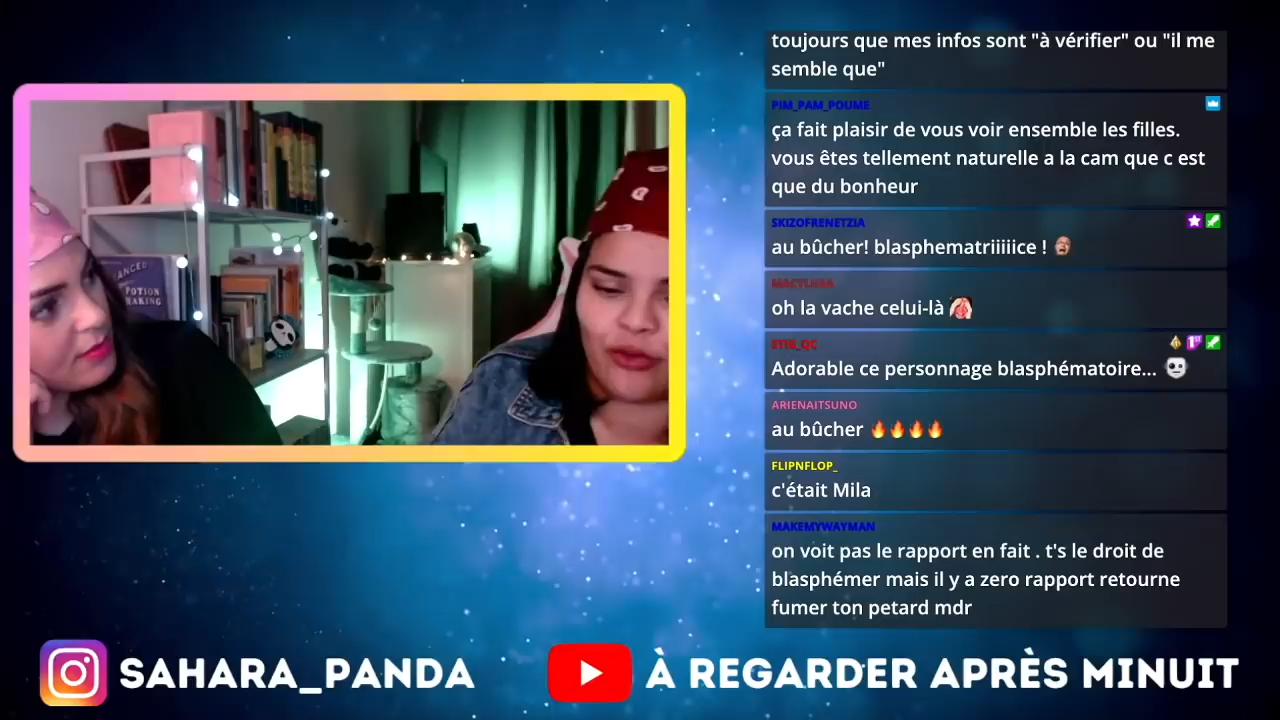 toujours que mes infos sont "à vérifier" ou "il me
semble que"
PIM_PAM_POUME
ça fait plaisir de vous voir ensemble les filles.
vous êtes tellement naturelle a la cam que c est
que du bonheur
SKIZOFRENETZIA
au bûcher! blasphematriiiiice !
oh la vache celui-là
ETIE_QC
Adorable ce personnage blasphématoire...
ARIENAITSUNO
au bûcher
FLIPNFLOP_
c'était Mila
MAKEMYWAYMAN
on voit pas le rapport en fait . t's le droit de
blasphémer mais il y a zero rapport retourne
fumer ton petard mdr
ADVANCED
POTION
MAKING
SAHARA_PANDA
À REGARDER APRÈS MINUIT